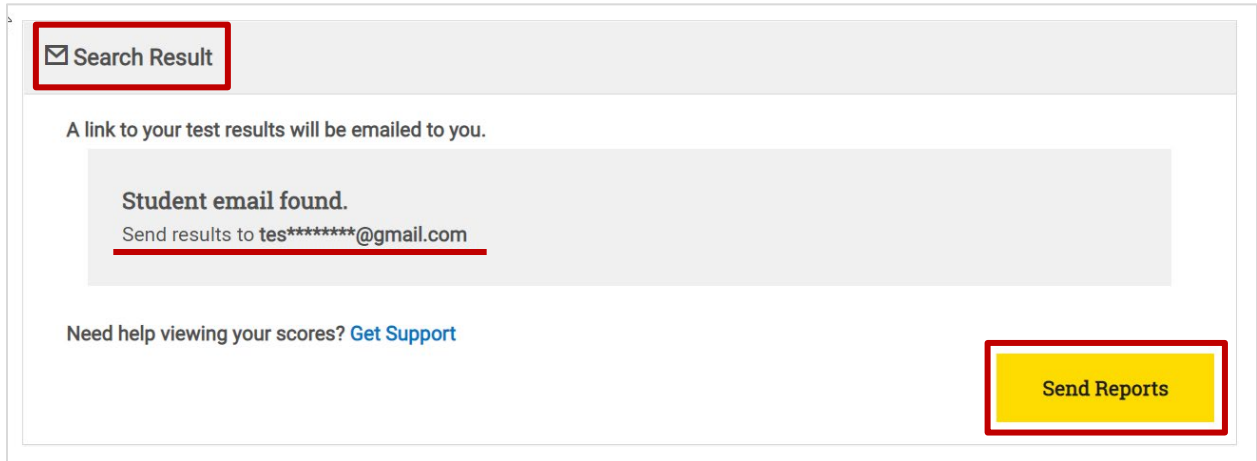 Search Result
A link to your test results will be emailed to you.
Student email found.
Send results to tes********@gmail.com
Need help viewing your scores? Get Support
Send Reports